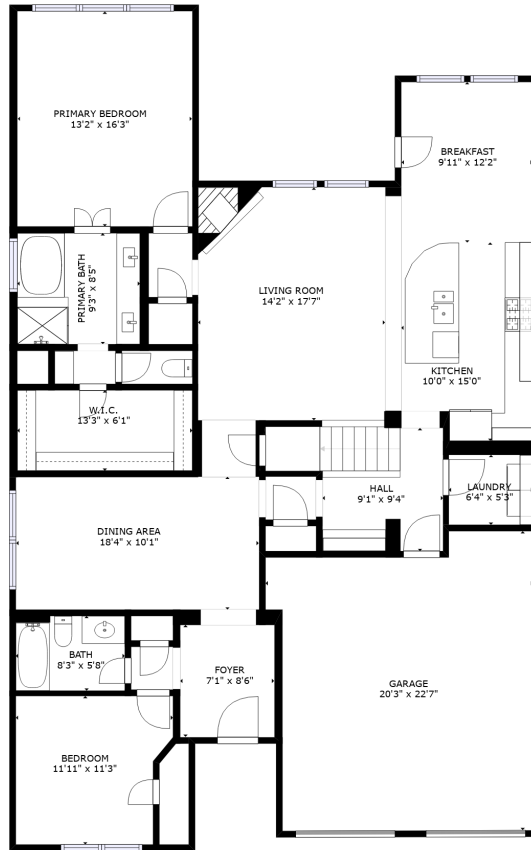 PRIMARY BEDROOM
13'2" x 16'3"
BREAKFAST
9'11" x 12'2"
PRIMARY BATH
9'3" x 8'5"
LIVING ROOM
14'2" x 17'7"
KITCHEN
10'0" x 15'0"
W.I.C.
13'3" x 6'1"
HALL
9'1" x 9'4"
LAUNDRY
6'4" x 5'3"
DINING AREA
18'4" x 10'1"
BATH
8'3" x 5'8"
FOYER
7'1" x 8'6"
GARAGE
20'3" x 22'7"
BEDROOM
11'11" x 11'3"